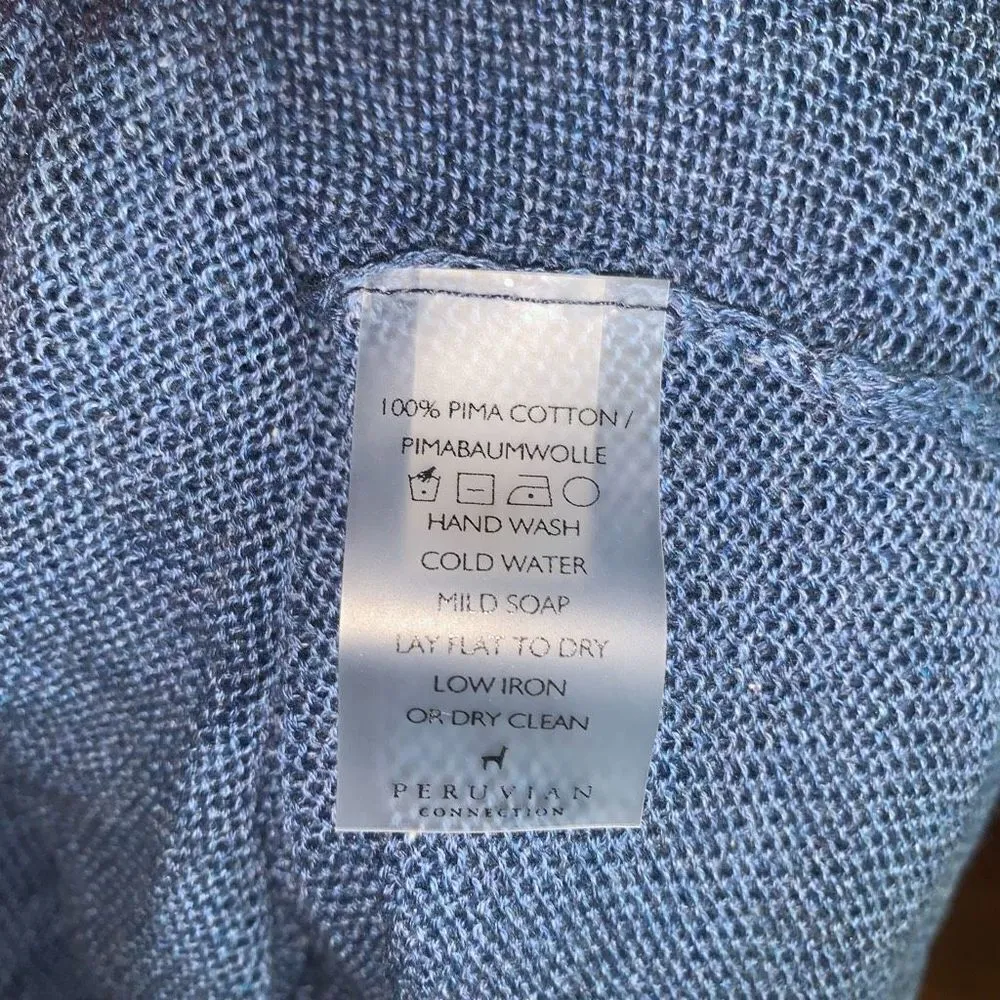 100% PIMA COTTON /
PIMABAUMWOLLE
HAND WASH
COLD WATER
MILD SOAP
LAY FLAT TO DRY
LOW IRON
OR DRY CLEAN
PERUVIAN
CONNECTION